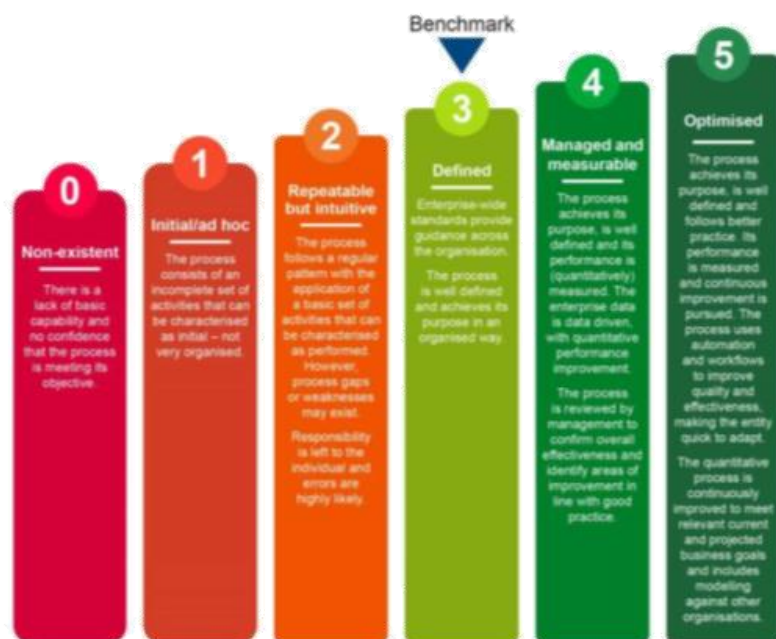 Benchmark
0
Non-existent
There is a
lack of basic
capability and
no confidence
that the process
is meeting its
objective.
1
Initial/ad hoc
The process
consists of an
incomplete set of
activities that can
be characterised
as initial – not
very organised.
2
Repeatable
but intuitive
The process
follows a regular
pattern with the
application of
a basic set of
activities that can
be characterised
as performed.
However,
process gaps
or weaknesses
may exist.
Responsibility
is left to the
individual and
errors are
highly likely.
3
Defined
Enterprise-wide
standards provide
guidance across
the organisation.
The process
is well defined
and achieves its
purpose in an
organised way.
4
Managed and
measurable
The process
achieves its
purpose, is well
defined and its
performance is
(quantitatively)
measured. The
enterprise data
is data driven,
with quantitative
performance
improvement.
The process
is reviewed by
management to
confirm overall
effectiveness and
identify areas of
improvement in
line with good
practice.
5
Optimised
The process
achieves its
purpose, is well
defined and
follows better
practice. Its
performance
is measured
and continuous
improvement is
pursued. The
process uses
automation
and workflows
to improve
quality and
effectiveness,
making the entity
quick to adapt.
The quantitative
process is
continuously
improved to meet
relevant current
and projected
business goals
and includes
modelling
against other
organisations.